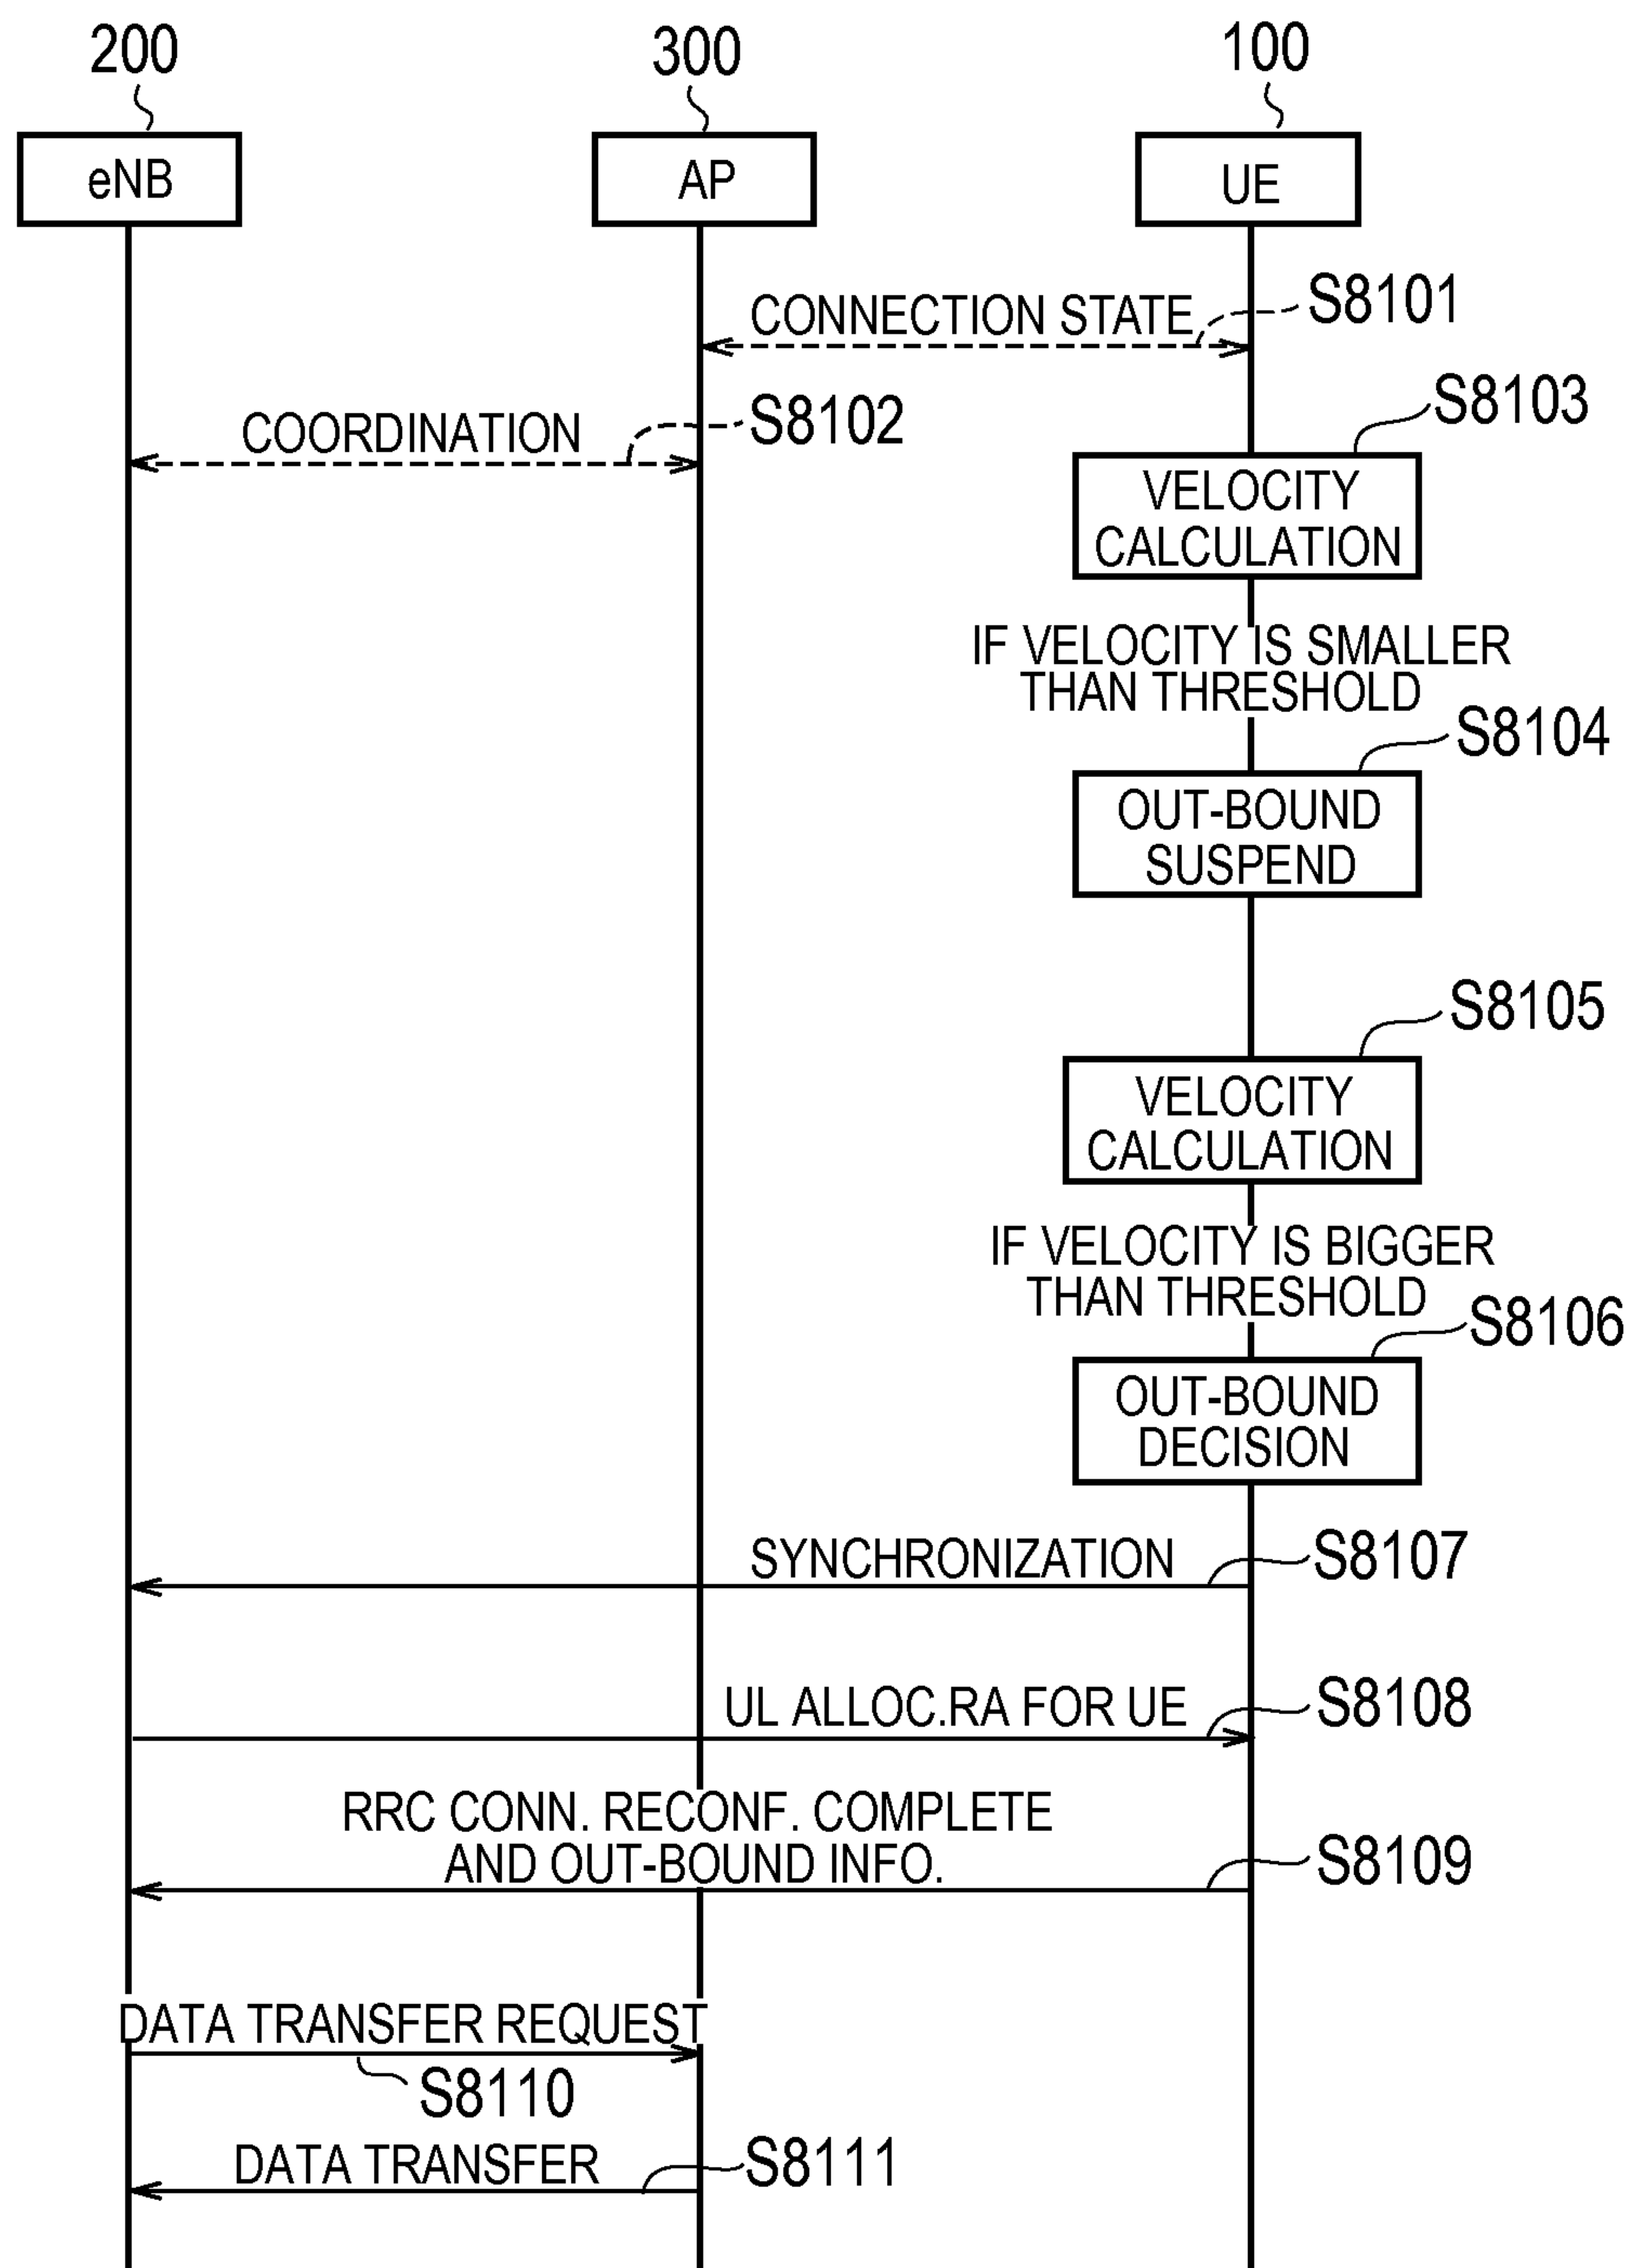 200
300
100
eNB
AP
UE
CONNECTION STATE
S8101
COORDINATION
S8102
S8103
VELOCITY
CALCULATION
IF VELOCITY IS SMALLER
THAN THRESHOLD
S8104
OUT-BOUND
SUSPEND
S8105
VELOCITY
CALCULATION
IF VELOCITY IS BIGGER
THAN THRESHOLD
S8106
OUT-BOUND
DECISION
SYNCHRONIZATION
S8107
UL ALLOC.RA FOR UE
S8108
RRC CONN. RECONF. COMPLETE
AND OUT-BOUND INFO.
S8109
DATA TRANSFER REQUEST
S8110
DATA TRANSFER
S8111